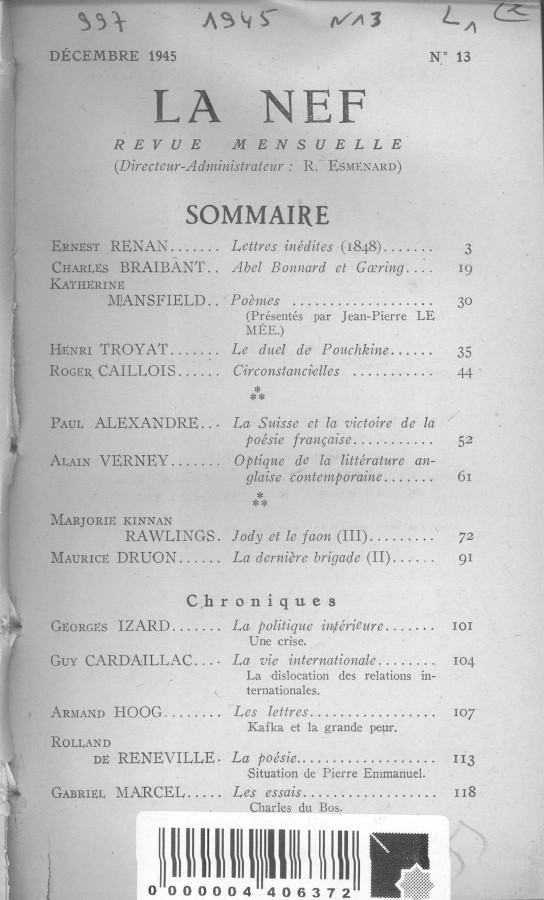 997 1945 N13 L1
DÉCEMBRE 1945 N° 13
LA NEF
REVUE MENSUELLE
(Directeur-Administrateur : R. ESMENARD)
SOMMAIRE
ERNEST RENAN....... Lettres inédites (1848)....... 3
CHARLES BRAIBANT.. Abel Bonnard et Gœring.... 19
KATHERINE
MANSFIELD.. Poèmes ................... 30
(Présentés par Jean-Pierre LE
MÊE.)
HENRI TROYAT....... Le duel de Pouchkine...... 35
ROGER CAILLOIS...... Circonstancielles ........... 44
***
PAUL ALEXANDRE... La Suisse et la victoire de la
poésie française........... 52
ALAIN VERNEY....... Optique de la littérature an-
glaise contemporaine....... 61
***
MARJORIE KINNAN
RAWLINGS. Jody et le faon (III)......... 72
MAURICE DRUON...... La dernière brigade (II)...... 91
Chroniques
GEORGES IZARD....... La politique intérieure....... 101
Une crise.
GUY CARDAILLAC.... La vie internationale........ 104
La dislocation des relations in-
ternationales.
ARMAND HOOG........ Les lettres................. 107
Kafka et la grande peur.
ROLLAND
DE RENEVILLE. La poésie................... 113
Situation de Pierre Emmanuel.
GABRIEL MARCEL..... Les essais.................. 118
Charles du Bos.
0 000004 406372